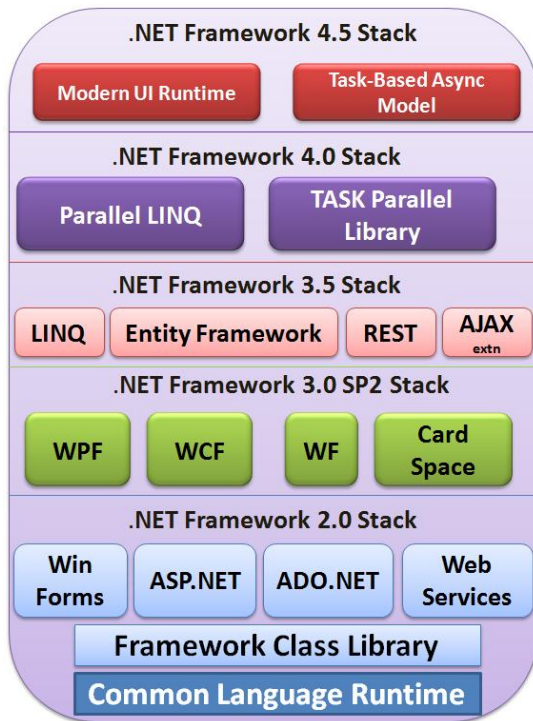 .NET Framework 4.5 Stack
Modern UI Runtime
Task-Based Async
Model
.NET Framework 4.0 Stack
Parallel LINQ
TASK Parallel
Library
.NET Framework 3.5 Stack
LINQ
Entity Framework
REST
AJAX
extn
.NET Framework 3.0 SP2 Stack
WPF
WCF
WF
Card
Space
.NET Framework 2.0 Stack
Win
Forms
ASP.NET
ADO.NET
Web
Services
Framework Class Library
Common Language Runtime